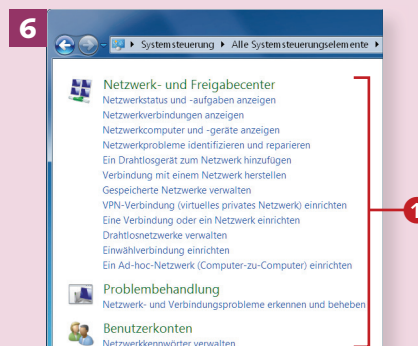 6
Systemsteuerung ▸ Alle Systemsteuerungselemente ▸
Netzwerk- und Freigabecenter
Netzwerkstatus und -aufgaben anzeigen
Netzwerkverbindungen anzeigen
Netzwerkcomputer und -geräte anzeigen
Netzwerkprobleme identifizieren und reparieren
Ein Drahtlosgerät zum Netzwerk hinzufügen
Verbindung mit einem Netzwerk herstellen
Gespeicherte Netzwerke verwalten
VPN-Verbindung (virtuelles privates Netzwerk) einrichten
Eine Verbindung oder ein Netzwerk einrichten
Drahtlosnetzwerke verwalten
Einwählverbindung einrichten
Ein Ad-hoc-Netzwerk (Computer-zu-Computer) einrichten
1
Problembehandlung
Netzwerk- und Verbindungsprobleme erkennen und beheben
Benutzerkonten
Netzwerkkennwörter verwalten